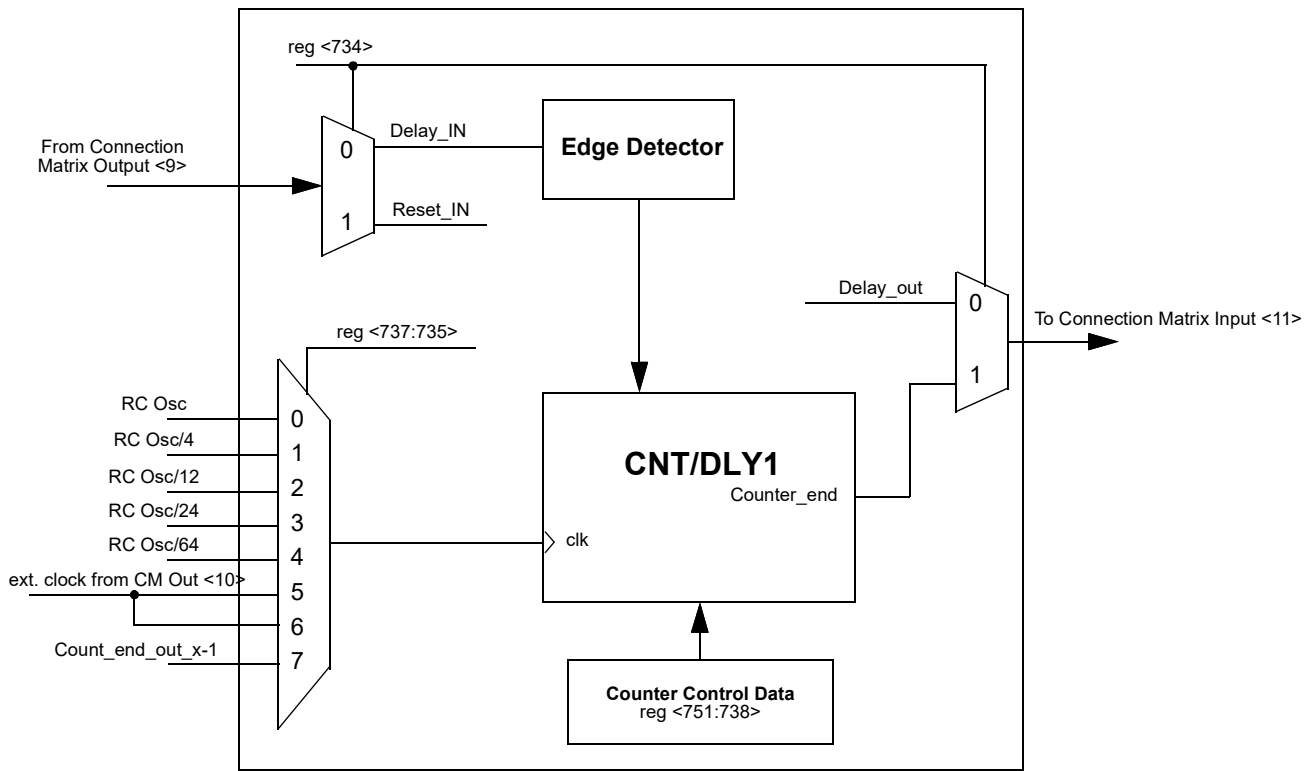 reg <734>
From Connection
Matrix Output <9>
0
1
Delay_IN
Reset_IN
Edge Detector
Delay_out
0
1
To Connection Matrix Input <11>
reg <737:735>
RC Osc
0
RC Osc/4
1
RC Osc/12
2
RC Osc/24
3
RC Osc/64
4
ext. clock from CM Out <10>
5
6
Count_end_out_x-1
7
CNT/DLY1
Counter_end
clk
Counter Control Data
reg <751:738>